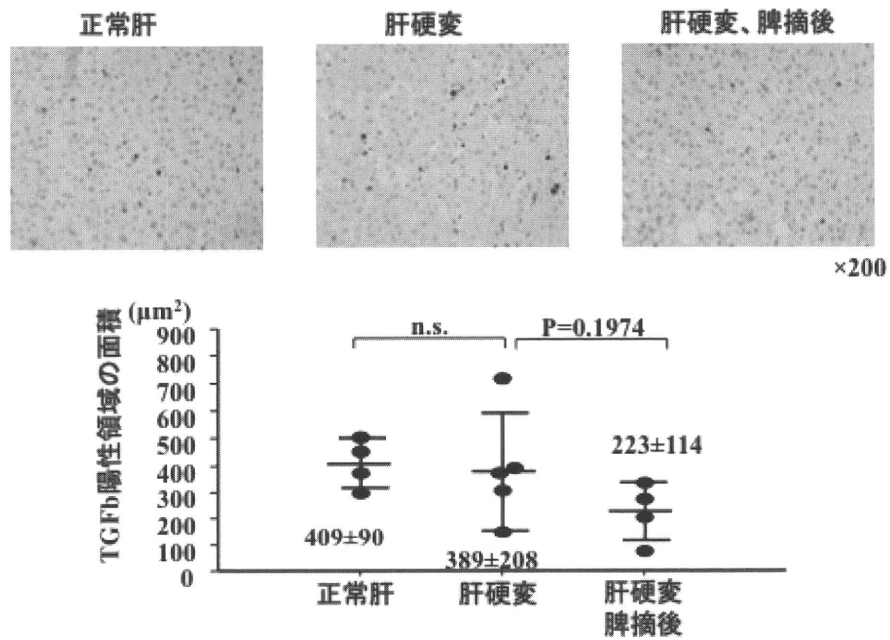 正常肝
肝硬変
肝硬変、脾摘後
×200
TGFb陽性領域の面積
(μm²)
900
800
700
600
500
400
300
200
100
0
n.s.
P=0.1974
409±90
389±208
223±114
正常肝
肝硬変
肝硬変
脾摘後